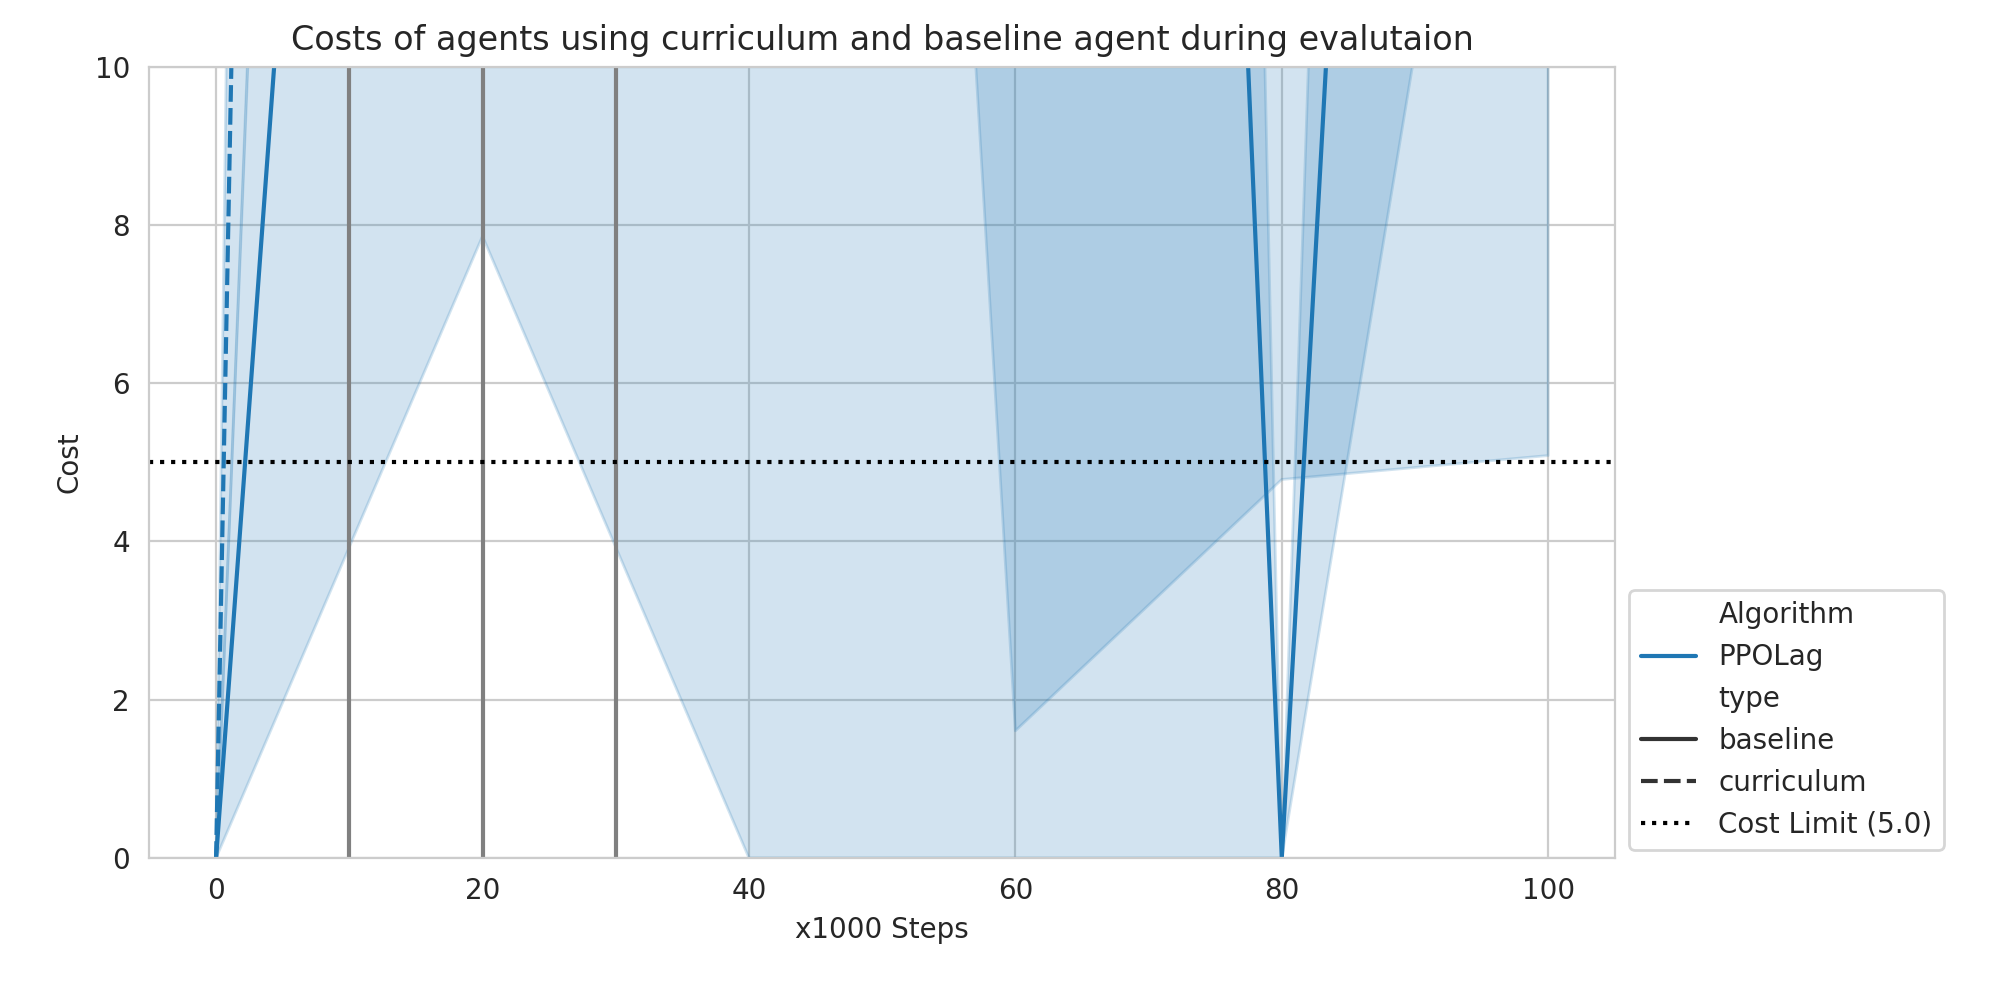 Costs of agents using curriculum and baseline agent during evalutaion
10
8
6
4
2
0
Cost
0 20 40 60 80 100
x1000 Steps
Algorithm
PPOLag
type
baseline
curriculum
Cost Limit (5.0)